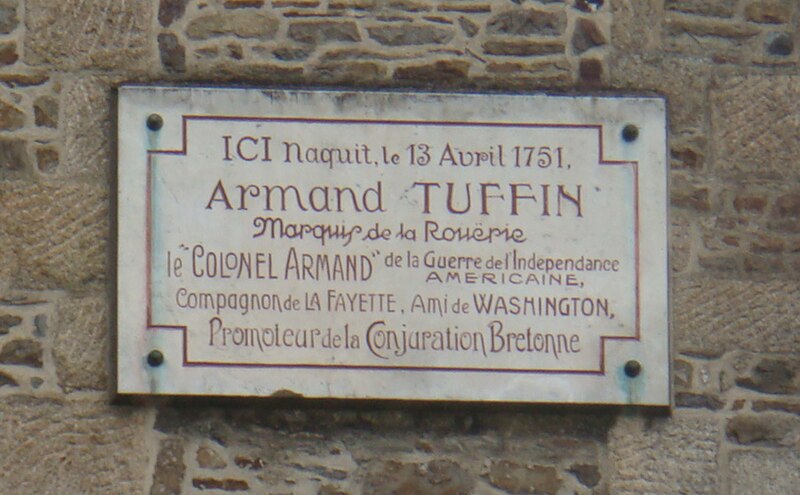 ICI naquit, le 13 Avril 1751,
Armand TUFFIN
Marquis de la Rouërie
le "COLONEL ARMAND" de la Guerre de l'Independance
AMERICAINE,
Compagnon de LA FAYETTE, Ami de WASHINGTON,
Promoteur de la Conjuration Bretonne